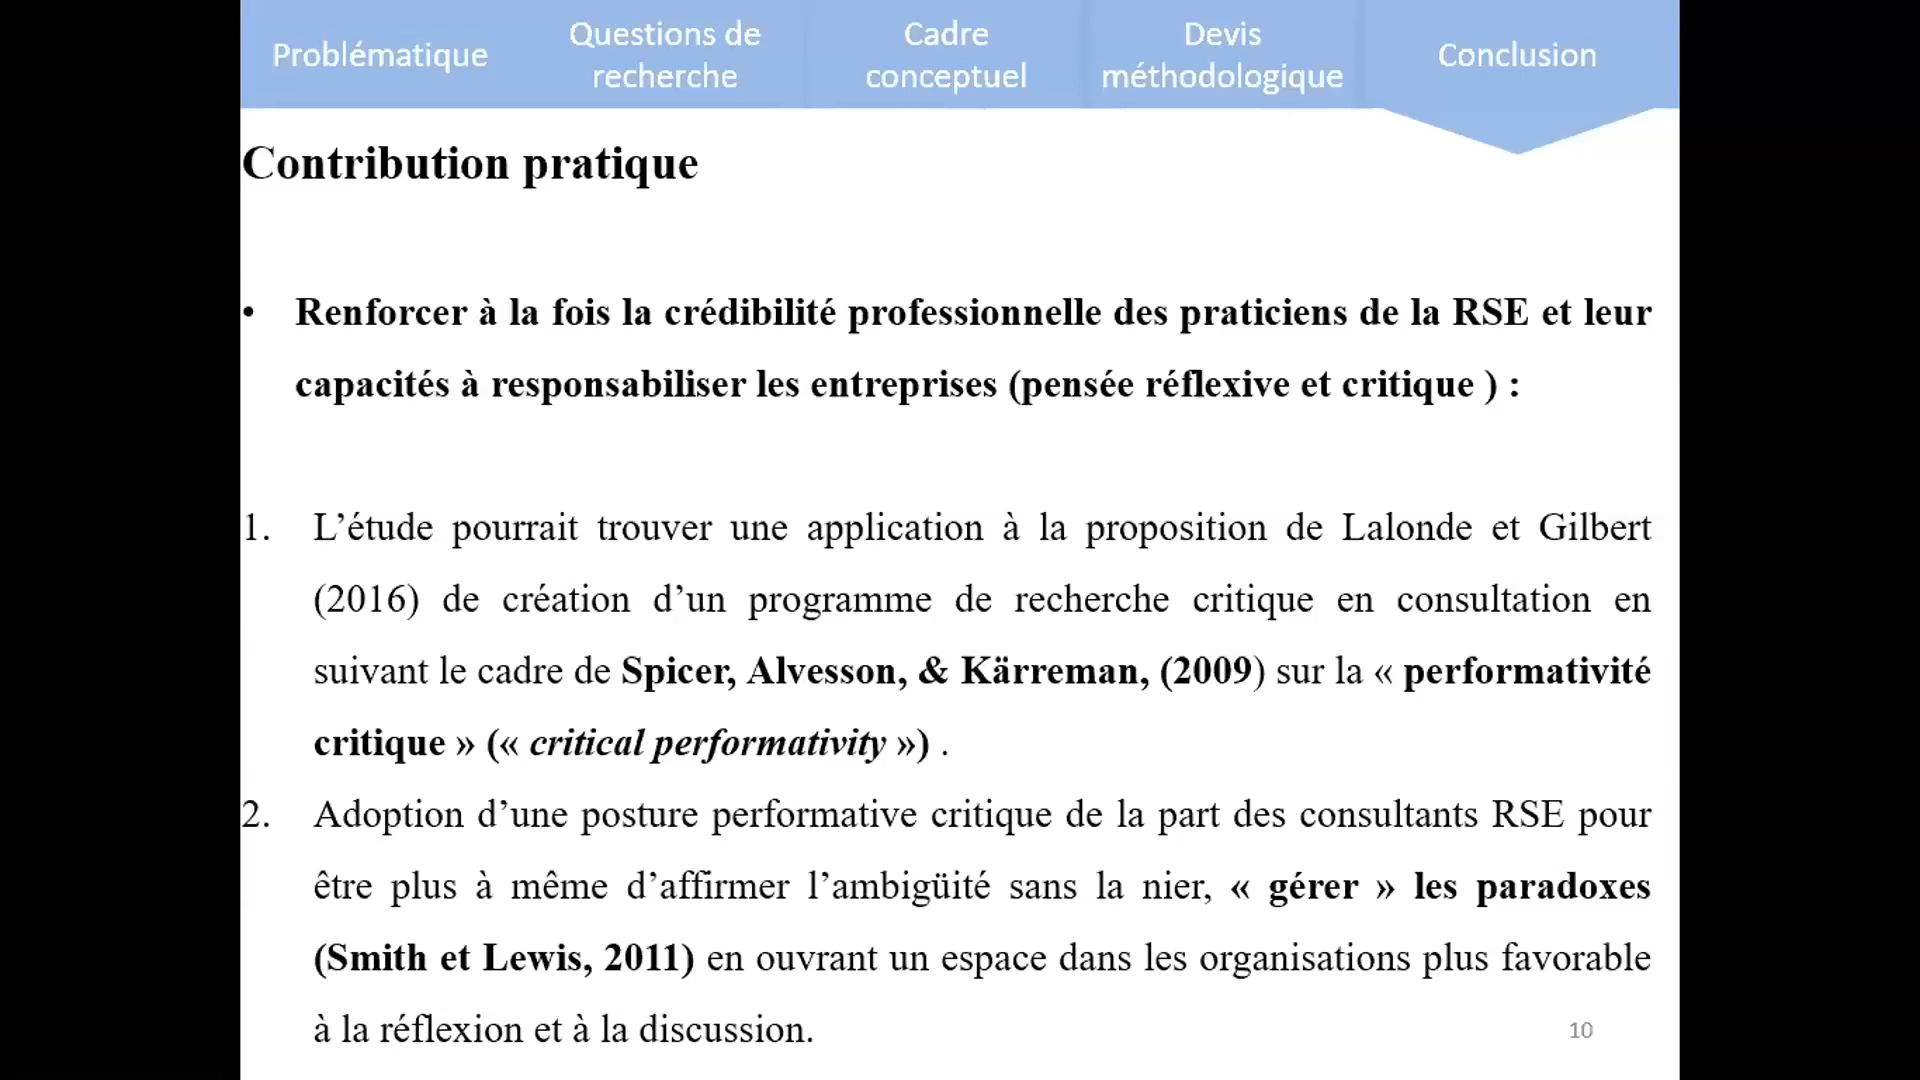 Problématique
Questions de
recherche
Cadre
conceptuel
Devis
méthodologique
Conclusion
Contribution pratique
• Renforcer à la fois la crédibilité professionnelle des praticiens de la RSE et leur
capacités à responsabiliser les entreprises (pensée réflexive et critique ) :
1. L’étude pourrait trouver une application à la proposition de Lalonde et Gilbert
(2016) de création d’un programme de recherche critique en consultation en
suivant le cadre de Spicer, Alvesson, & Kärreman, (2009) sur la « performativité
critique » (« critical performativity ») .
2. Adoption d’une posture performative critique de la part des consultants RSE pour
être plus à même d’affirmer l’ambigüité sans la nier, « gérer » les paradoxes
(Smith et Lewis, 2011) en ouvrant un espace dans les organisations plus favorable
à la réflexion et à la discussion.
10